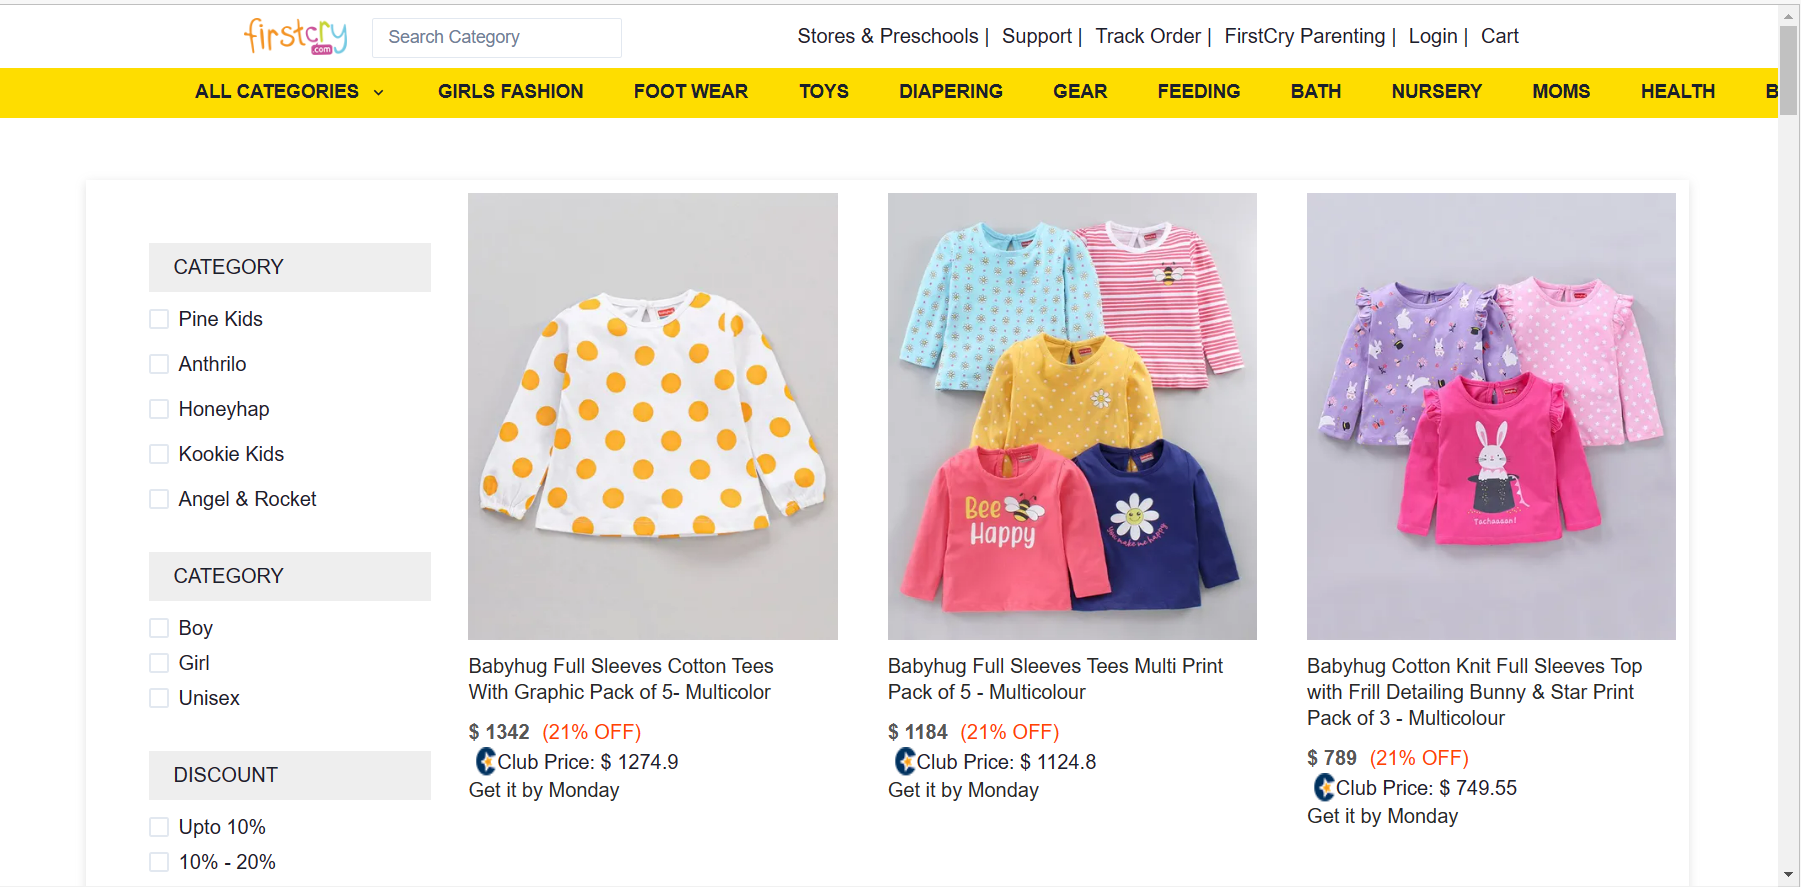 firstcry
.com
Search Category
Stores & Preschools | Support | Track Order | FirstCry Parenting | Login | Cart
ALL CATEGORIES GIRLS FASHION FOOT WEAR TOYS DIAPERING GEAR FEEDING BATH NURSERY MOMS HEALTH B
CATEGORY
Pine Kids
Anthrilo
Honeyhap
Kookie Kids
Angel & Rocket
CATEGORY
Boy
Girl
Unisex
DISCOUNT
Upto 10%
10% - 20%
Babyhug Full Sleeves Cotton Tees
With Graphic Pack of 5- Multicolor
$ 1342 (21% OFF)
Club Price: $ 1274.9
Get it by Monday
Bee
Happy
you make me happy
Babyhug Full Sleeves Tees Multi Print
Pack of 5 - Multicolour
$ 1184 (21% OFF)
Club Price: $ 1124.8
Get it by Monday
Tachaaaan!
Babyhug Cotton Knit Full Sleeves Top
with Frill Detailing Bunny & Star Print
Pack of 3 - Multicolour
$ 789 (21% OFF)
Club Price: $ 749.55
Get it by Monday